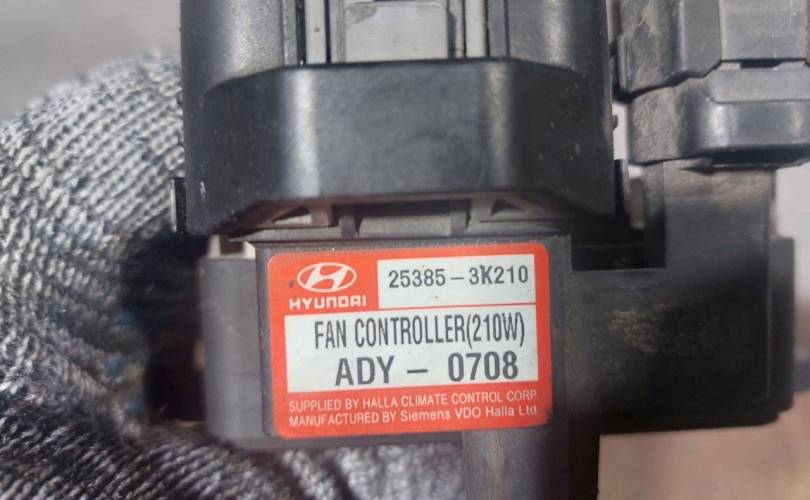 HYUNDAI
25385-3K210
FAN CONTROLLER(210W)
ADY - 0708
SUPPLIED BY HALLA CLIMATE CONTROL CORP.
MANUFACTURED BY Siemens VDO Halla Ltd